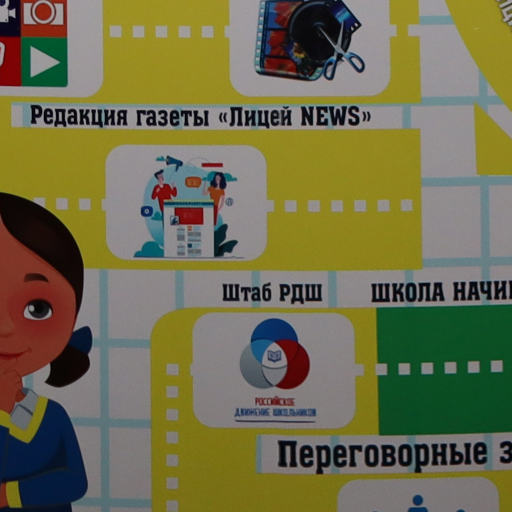 Редакция газеты «Лицей NEWS»
Штаб РДШ
ШКОЛА НАЧИ
РОССИЙСКОЕ
ДВИЖЕНИЕ ШКОЛЬНИКОВ
Переговорные з